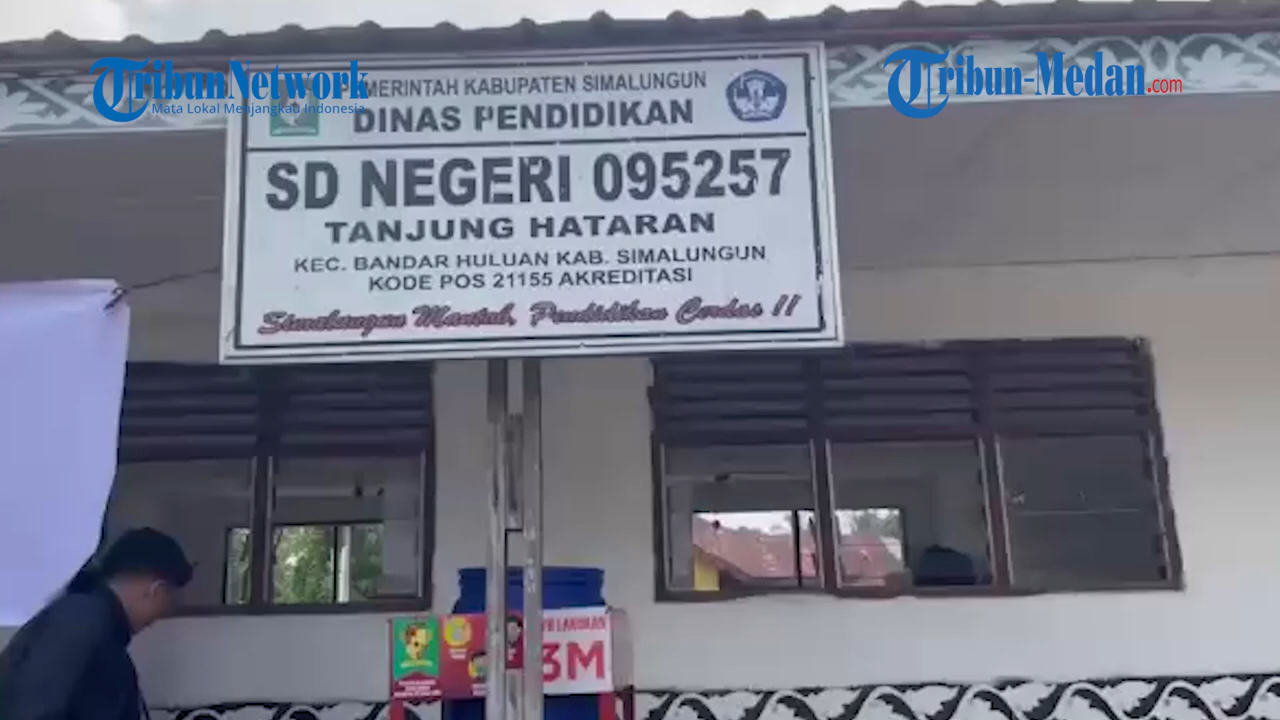 TribunNetwork
Mata Lokal Menjangkau Indonesia
Tribun-Medan.com
PEMERINTAH KABUPATEN SIMALUNGUN
DINAS PENDIDIKAN
SD NEGERI 095257
TANJUNG HATARAN
KEC. BANDAR HULUAN KAB. SIMALUNGUN
KODE POS 21155 AKREDITASI
Simalungun Mantab, Pendidikan Cerdas !!
LAKUKAN
3M